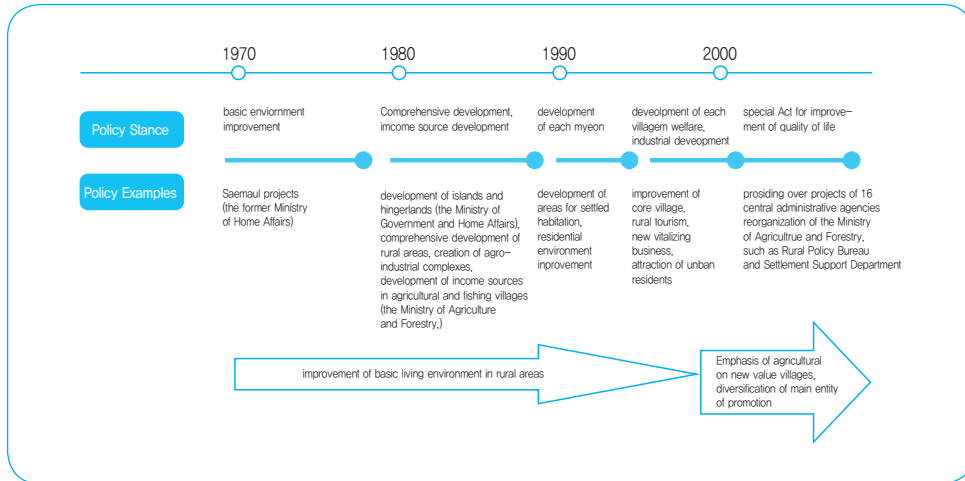 1970
1980
1990
2000
Policy Stance
basic enviornment
improvement
Comprehensive development,
imcome source development
development
of each myeon
deveolpment of each
villagem welfare,
industrial deveopment
special Act for improve-
ment of quality of life
Policy Examples
Saemaul projects
(the former Ministry
of Home Affairs)
development of islands and
hingerlands (the Ministry of
Government and Home Affairs),
comprehensive development of
rural areas, creation of agro-
industrial complexes,
development of income sources
in agricultural and fishing villages
(the Ministry of Agriculture
and Forestry,)
development of
areas for settled
habitation,
residential
environment
inprovement
improvement of
core village,
rural tourism,
new vitalizing
business,
attraction of unban
residents
prosiding over projects of 16
central administrative agencies
reorganization of the Ministry
of Agricultrue and Forestry,
such as Rural Policy Bureau
and Settlement Support Department
improvement of basic living environment in rural areas
Emphasis of agricultural
on new value villages,
diversification of main entity
of promotion